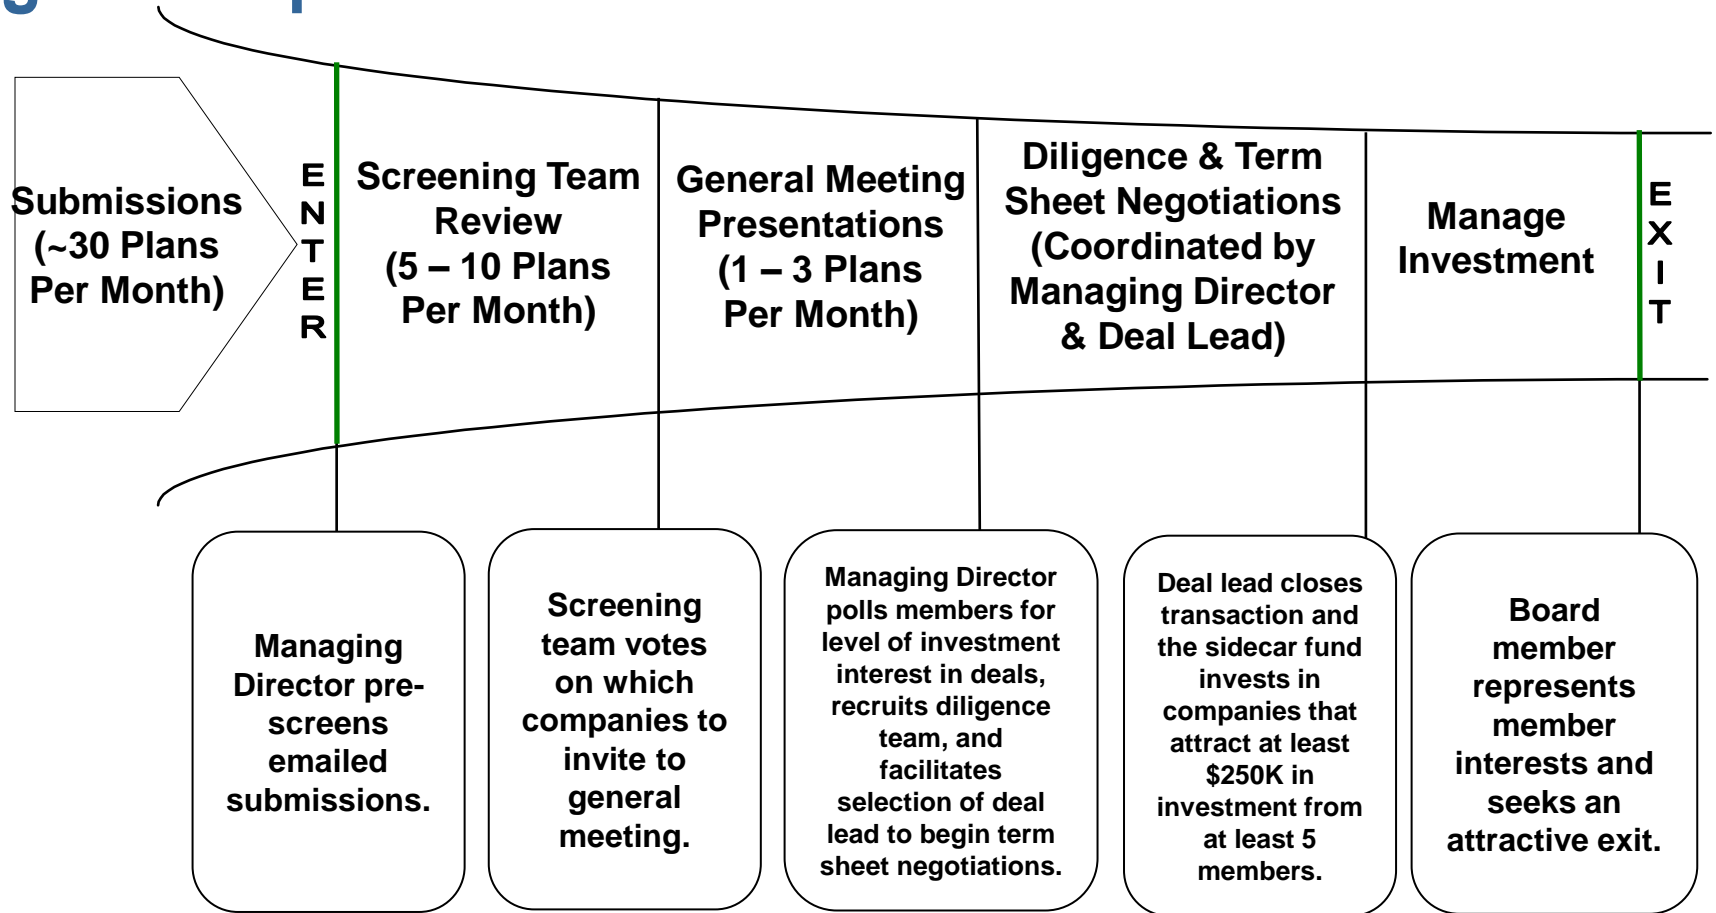 Submissions
(~30 Plans
Per Month)
E
N
T
E
R
Screening Team
Review
(5 – 10 Plans
Per Month)
General Meeting
Presentations
(1 – 3 Plans
Per Month)
Diligence & Term
Sheet Negotiations
(Coordinated by
Managing Director
& Deal Lead)
Manage
Investment
E
X
I
T
Managing
Director pre-
screens
emailed
submissions.
Screening
team votes
on which
companies to
invite to
general
meeting.
Managing Director
polls members for
level of investment
interest in deals,
recruits diligence
team, and
facilitates
selection of deal
lead to begin term
sheet negotiations.
Deal lead closes
transaction and
the sidecar fund
invests in
companies that
attract at least
$250K in
investment from
at least 5
members.
Board
member
represents
member
interests and
seeks an
attractive exit.